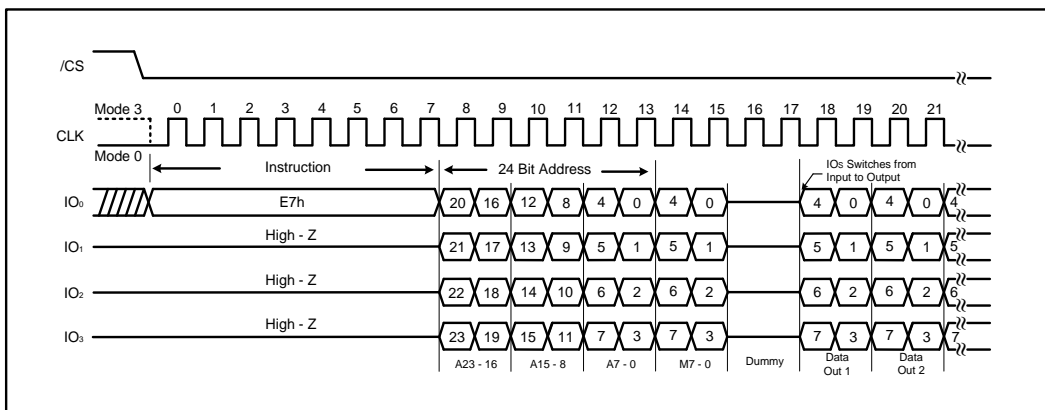 /CS
Mode 3 0 1 2 3 4 5 6 7 8 9 10 11 12 13 14 15 16 17 18 19 20 21
CLK
Mode 0
Instruction 24 Bit Address
IOs Switches from
Input to Output
IO0 E7h 20 16 12 8 4 0 4 0 4 0 4 0 4
High - Z
IO1 21 17 13 9 5 1 5 1 5 1 5 1 5
High - Z
IO2 22 18 14 10 6 2 6 2 6 2 6 2 6
High - Z
IO3 23 19 15 11 7 3 7 3 7 3 7 3 7
A23 - 16 A15 - 8 A7 - 0 M7 - 0 Dummy Data Out 1 Data Out 2